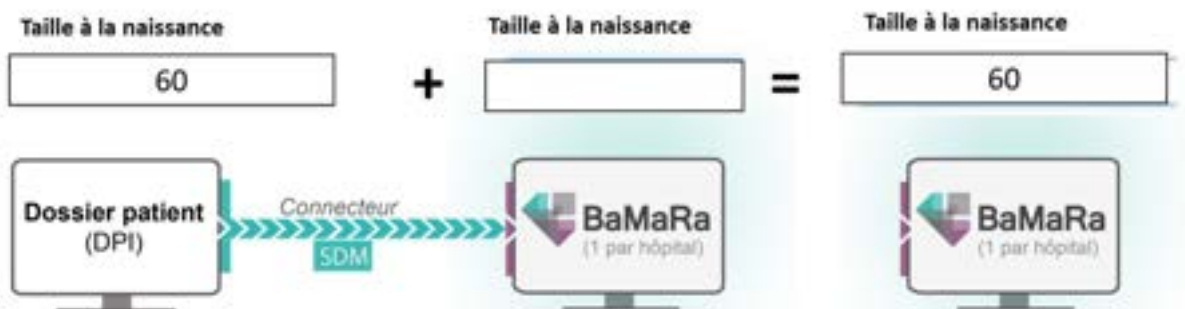 Taille à la naissance
60
+
Taille à la naissance
=
Taille à la naissance
60
Dossier patient
(DPI)
Connecteur
SDM
BaMaRa
(1 par hôpital)
BaMaRa
(1 par hôpital)